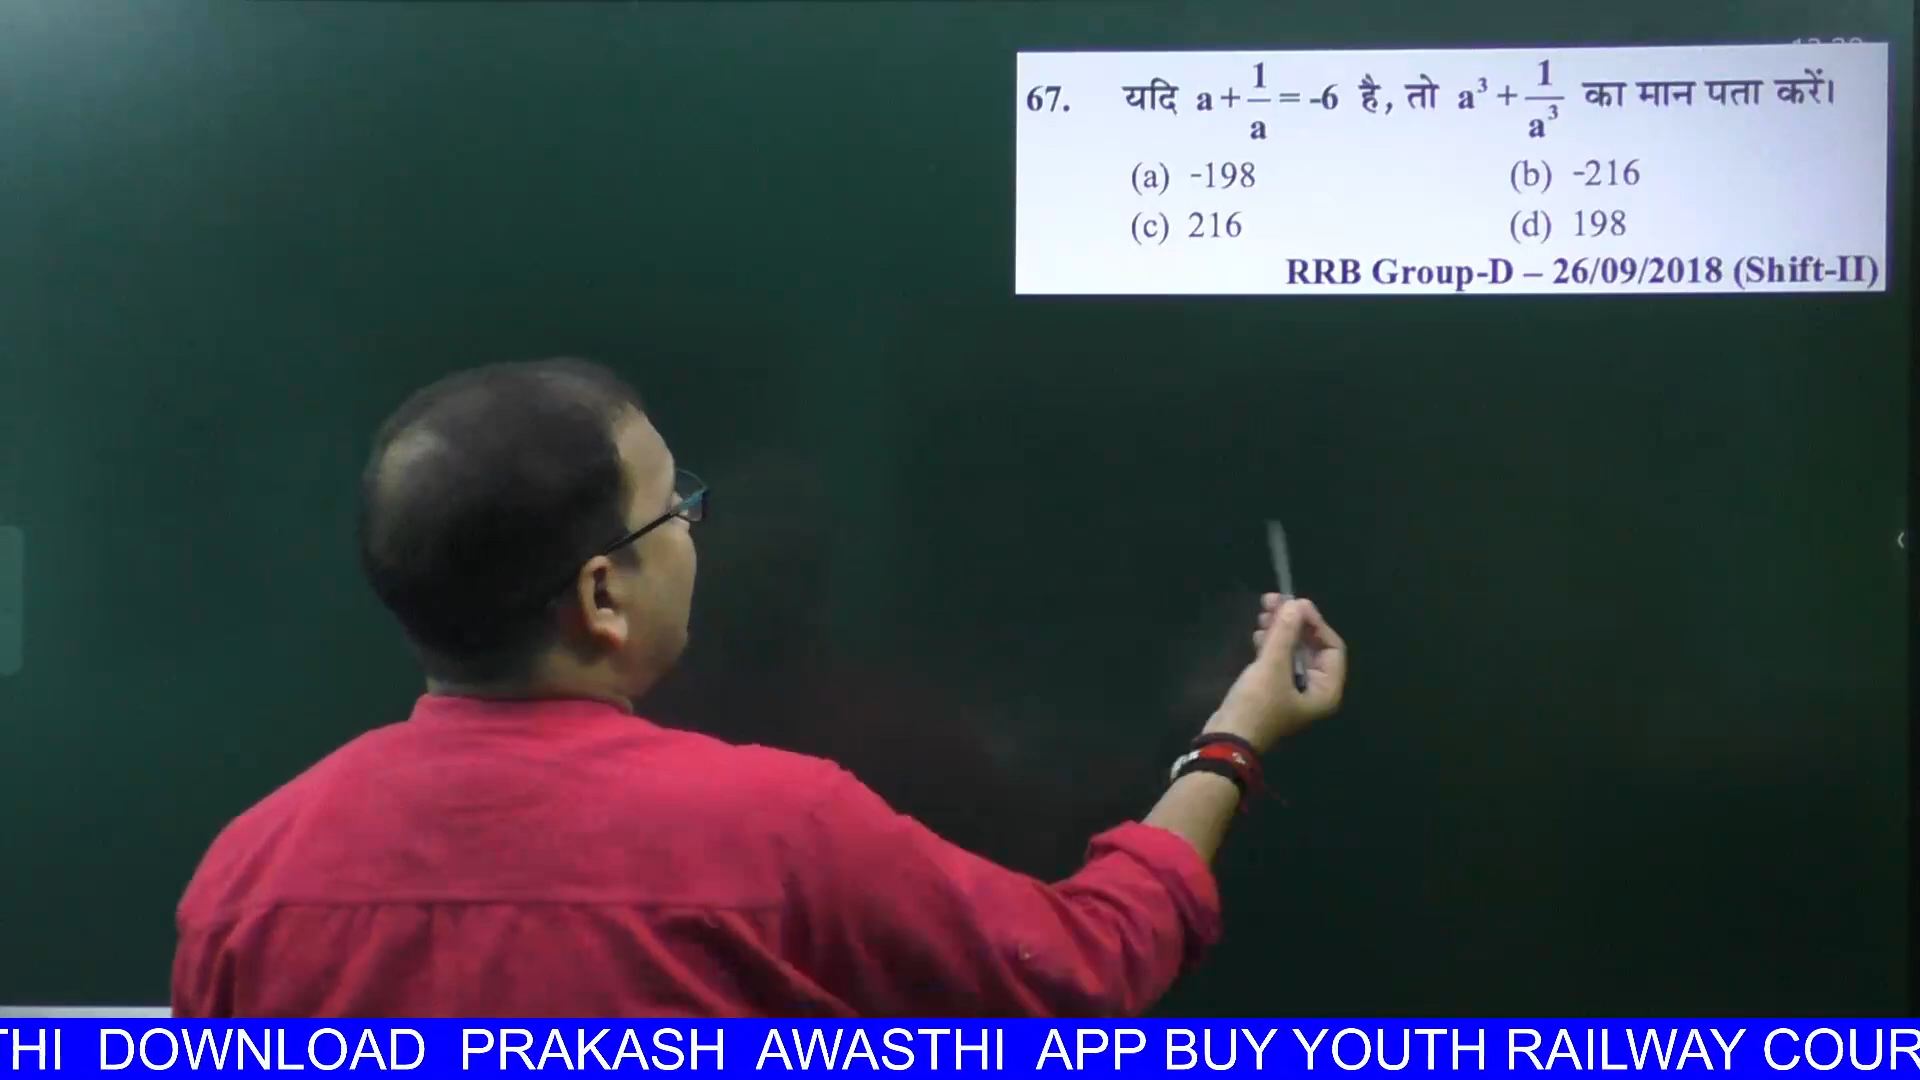 67. यदि a + 1/a = -6 है, तो a³ + 1/a³ का मान पता करें।
(a) -198 (b) -216
(c) 216 (d) 198
RRB Group-D – 26/09/2018 (Shift-II)
THI DOWNLOAD PRAKASH AWASTHI APP BUY YOUTH RAILWAY COUR